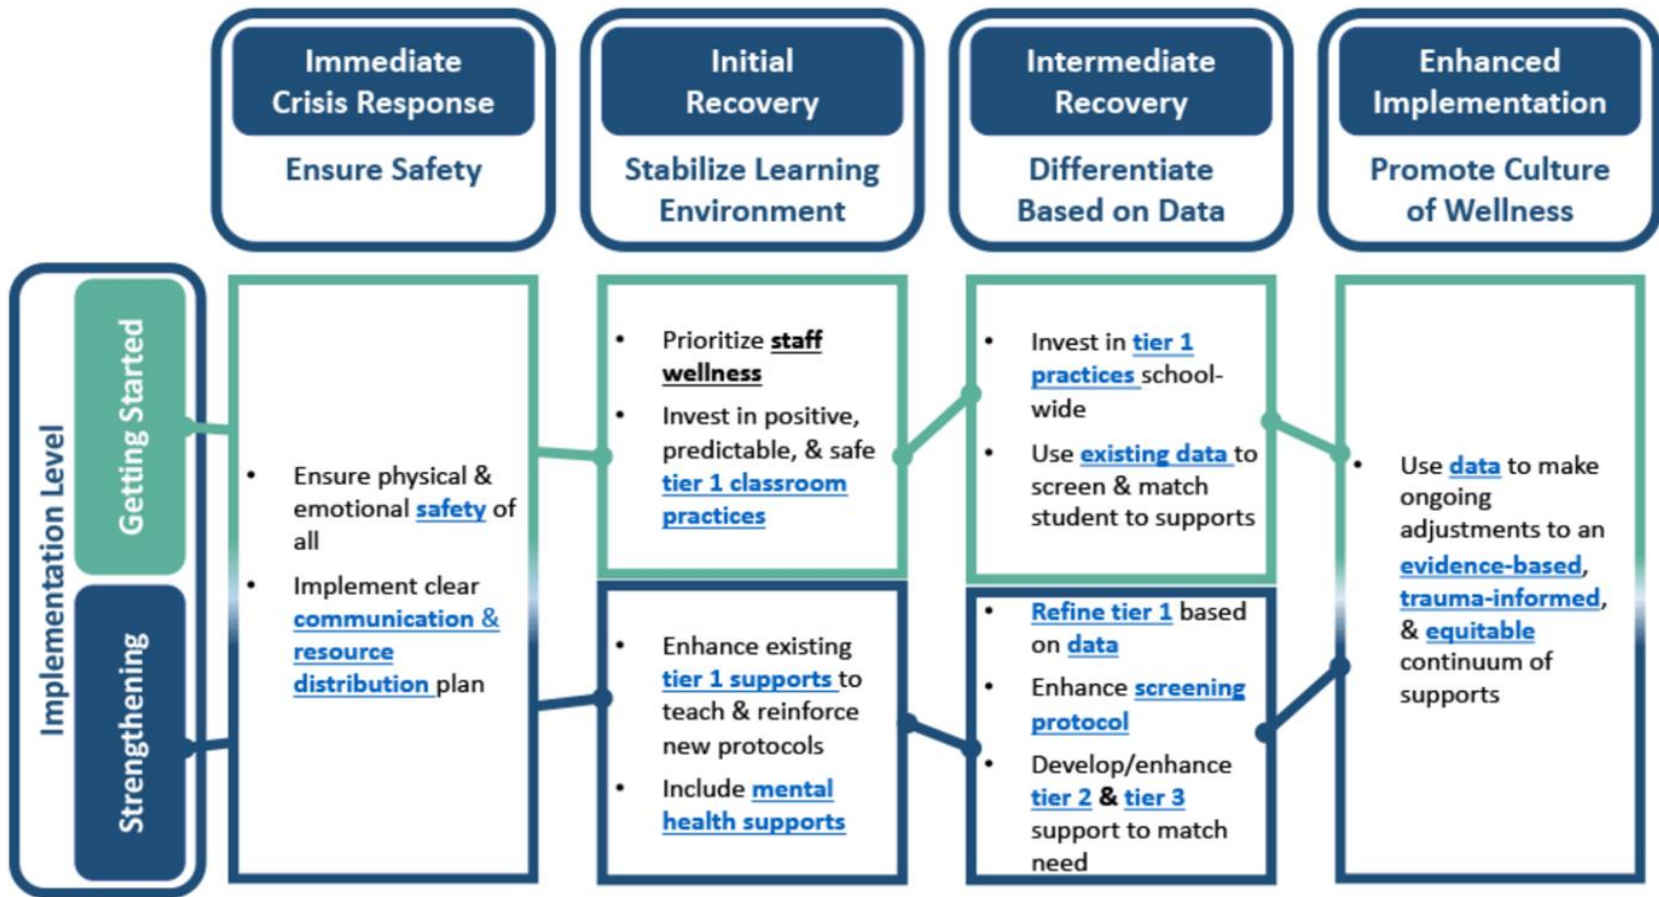 Immediate
Crisis Response
Ensure Safety
Initial
Recovery
Stabilize Learning
Environment
Intermediate
Recovery
Differentiate
Based on Data
Enhanced
Implementation
Promote Culture
of Wellness
Implementation Level
Getting Started
Strengthening
• Ensure physical &
emotional safety of
all
• Implement clear
communication &
resource
distribution plan
• Prioritize staff
wellness
• Invest in positive,
predictable, & safe
tier 1 classroom
practices
• Enhance existing
tier 1 supports to
teach & reinforce
new protocols
• Include mental
health supports
• Invest in tier 1
practices school-
wide
• Use existing data to
screen & match
student to supports
• Refine tier 1 based
on data
• Enhance screening
protocol
• Develop/enhance
tier 2 & tier 3
support to match
need
• Use data to make
ongoing
adjustments to an
evidence-based,
trauma-informed,
& equitable
continuum of
supports